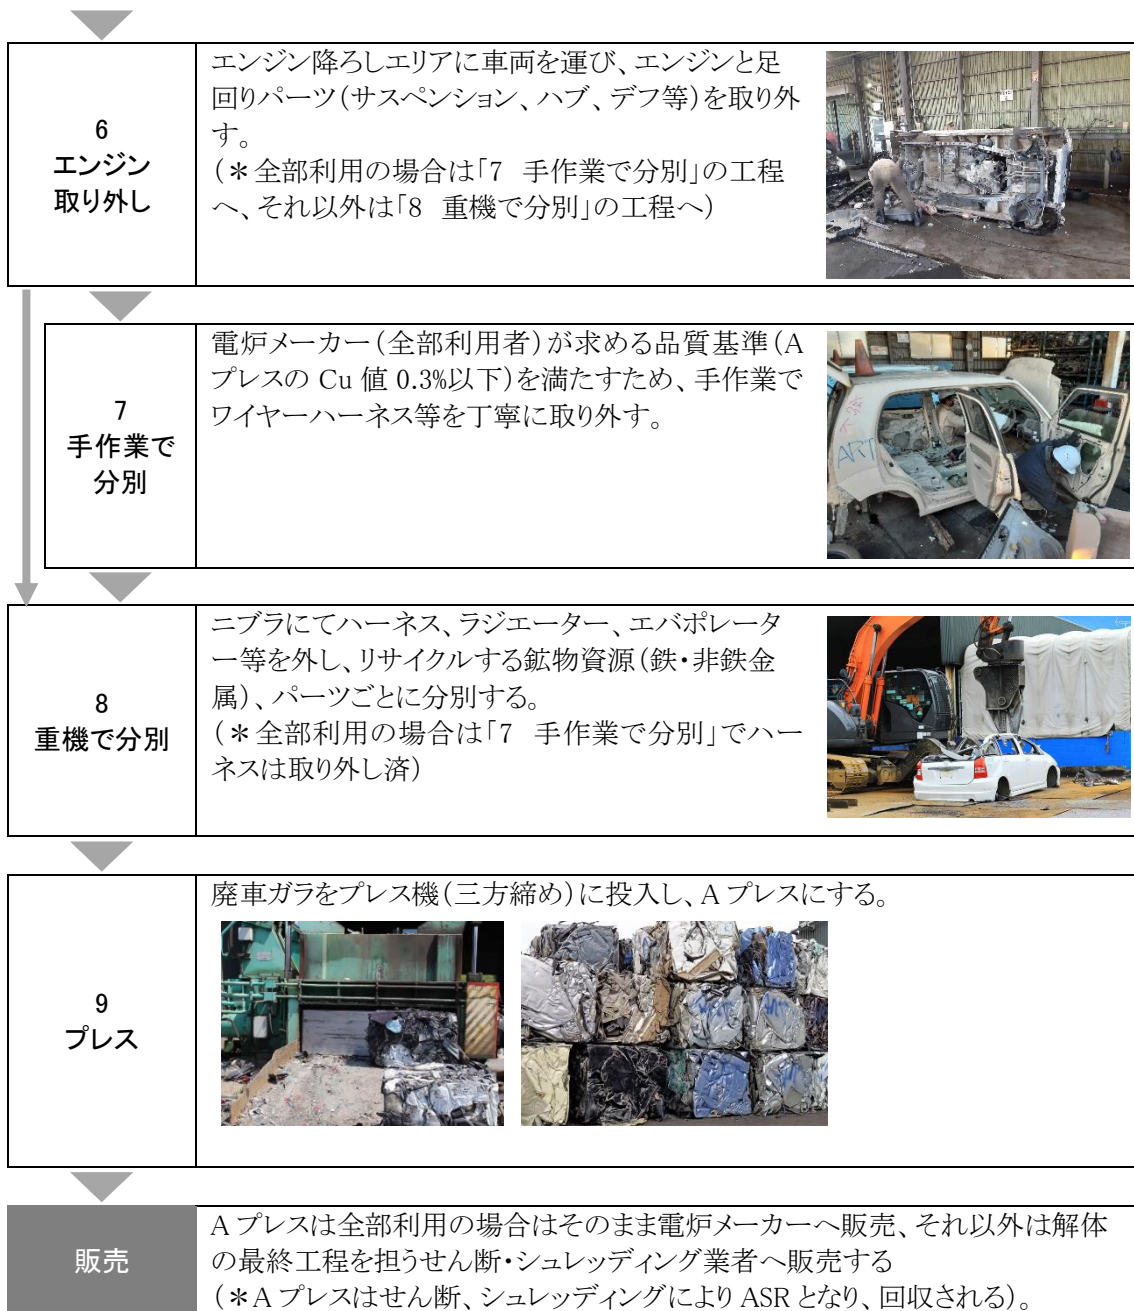 6
エンジン
取り外し
エンジン降ろしエリアに車両を運び、エンジンと足
回りパーツ(サスペンション、ハブ、デフ等)を取り外
す。
(＊全部利用の場合は「7 手作業で分別」の工程
へ、それ以外は「8 重機で分別」の工程へ)
7
手作業で
分別
電炉メーカー(全部利用者)が求める品質基準(A
プレスの Cu 値 0.3%以下)を満たすため、手作業で
ワイヤーハーネス等を丁寧に取り外す。
ART
8
重機で分別
ニブラにてハーネス、ラジエーター、エバポレータ
ー等を外し、リサイクルする鉱物資源(鉄・非鉄金
属)、パーツごとに分別する。
(＊全部利用の場合は「7 手作業で分別」でハー
ネスは取り外し済)
9
プレス
廃車ガラをプレス機(三方締め)に投入し、A プレスにする。
販売
A プレスは全部利用の場合はそのまま電炉メーカーへ販売、それ以外は解体
の最終工程を担うせん断・シュレッディング業者へ販売する
(＊A プレスはせん断、シュレッディングにより ASR となり、回収される)。